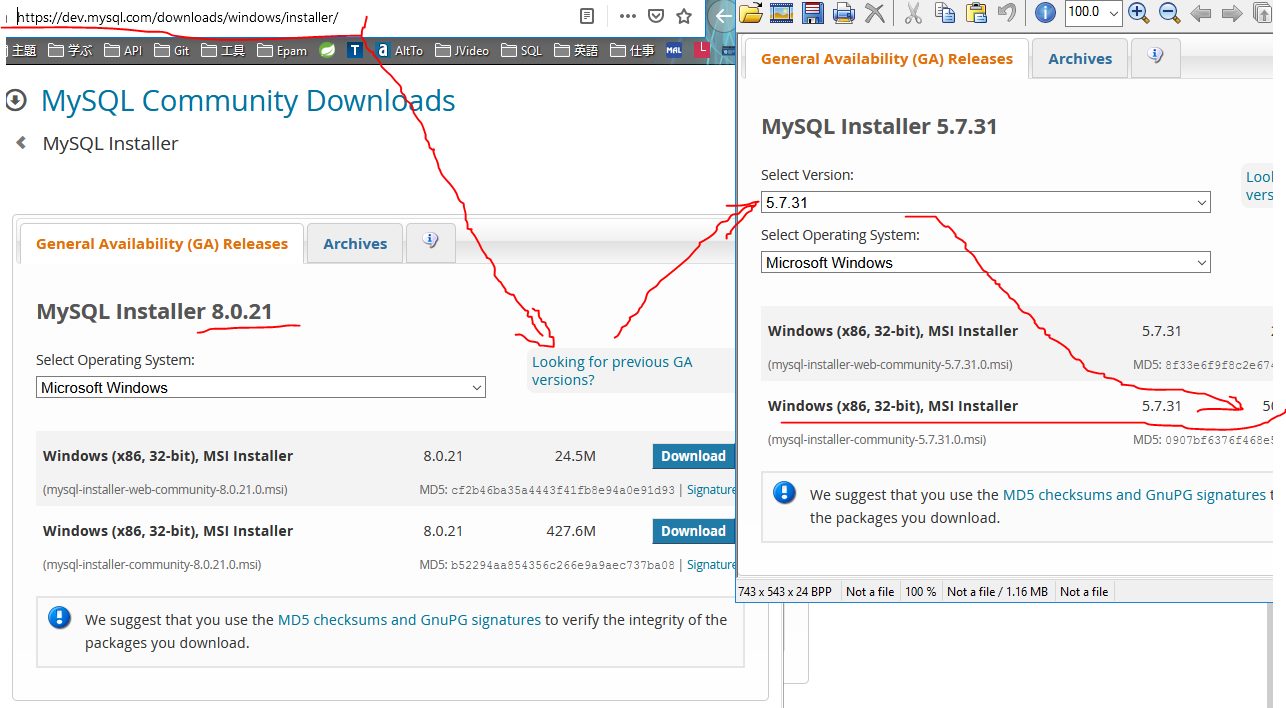 https://dev.mysql.com/downloads/windows/installer/
主題 学ぶ API Git 工具 Epam T a AltTo JVideo SQL 英語 仕事 MAL L
MySQL Community Downloads
MySQL Installer
General Availability (GA) Releases Archives
MySQL Installer 8.0.21
Select Operating System:
Microsoft Windows
Looking for previous GA
versions?
Windows (x86, 32-bit), MSI Installer 8.0.21 24.5M Download
(mysql-installer-web-community-8.0.21.0.msi) MD5: cf2b46ba35a4443f41fb8e94a0e91d93 | Signature
Windows (x86, 32-bit), MSI Installer 8.0.21 427.6M Download
(mysql-installer-community-8.0.21.0.msi) MD5: b52294aa854356c266e9a9aec737ba08 | Signature
We suggest that you use the MD5 checksums and GnuPG signatures to verify the integrity of the
packages you download.
100.0
General Availability (GA) Releases Archives
MySQL Installer 5.7.31
Select Version:
5.7.31
Select Operating System:
Microsoft Windows
Loo
vers
Windows (x86, 32-bit), MSI Installer 5.7.31
(mysql-installer-web-community-5.7.31.0.msi) MD5: 8f33e6f9f8c2e674
Windows (x86, 32-bit), MSI Installer 5.7.31
(mysql-installer-community-5.7.31.0.msi) MD5: 0907bf6376f468e5
We suggest that you use the MD5 checksums and GnuPG signatures
the packages you download.
743 x 543 x 24 BPP Not a file 100 % Not a file / 1.16 MB Not a file